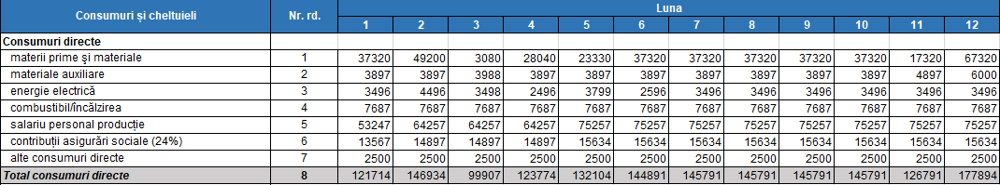 Consumuri și cheltuieli Nr. rd. Luna
1 2 3 4 5 6 7 8 9 10 11 12
Consumuri directe
materii prime şi materiale 1 37320 49200 3080 28040 23330 37320 37320 37320 37320 37320 17320 67320
materiale auxiliare 2 3897 3897 3988 3897 3897 3897 3897 3897 3897 3897 4897 6000
energie electrică 3 3496 4496 3498 2496 3799 2596 3496 3496 3496 3496 3496 3496
combustibil/încălzirea 4 7687 7687 7687 7687 7687 7687 7687 7687 7687 7687 7687 7687
salariu personal producție 5 53247 64257 64257 64257 75257 75257 75257 75257 75257 75257 75257 75257
contribuții asigurări sociale (24%) 6 13567 14897 14897 14897 15634 15634 15634 15634 15634 15634 15634 15634
alte consumuri directe 7 2500 2500 2500 2500 2500 2500 2500 2500 2500 2500 2500 2500
Total consumuri directe 8 121714 146934 99907 123774 132104 144891 145791 145791 145791 145791 126791 177894